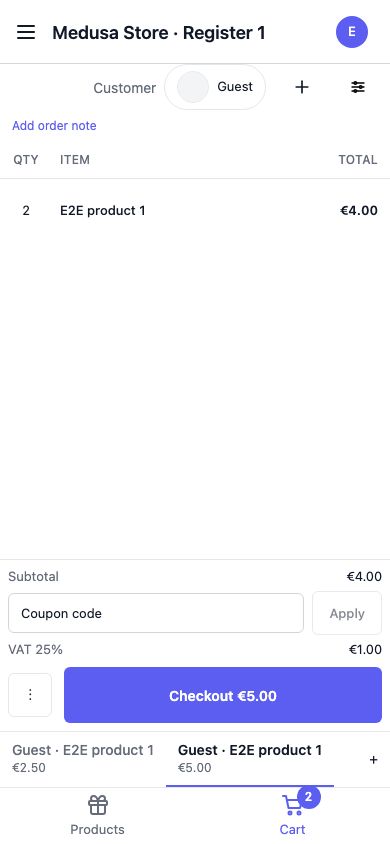 Medusa Store · Register 1
E
Customer Guest
Add order note
QTY ITEM TOTAL
2 E2E product 1 €4.00
Subtotal €4.00
Coupon code Apply
VAT 25% €1.00
Checkout €5.00
Guest · E2E product 1
€2.50
Guest · E2E product 1
€5.00
+
2
Products Cart